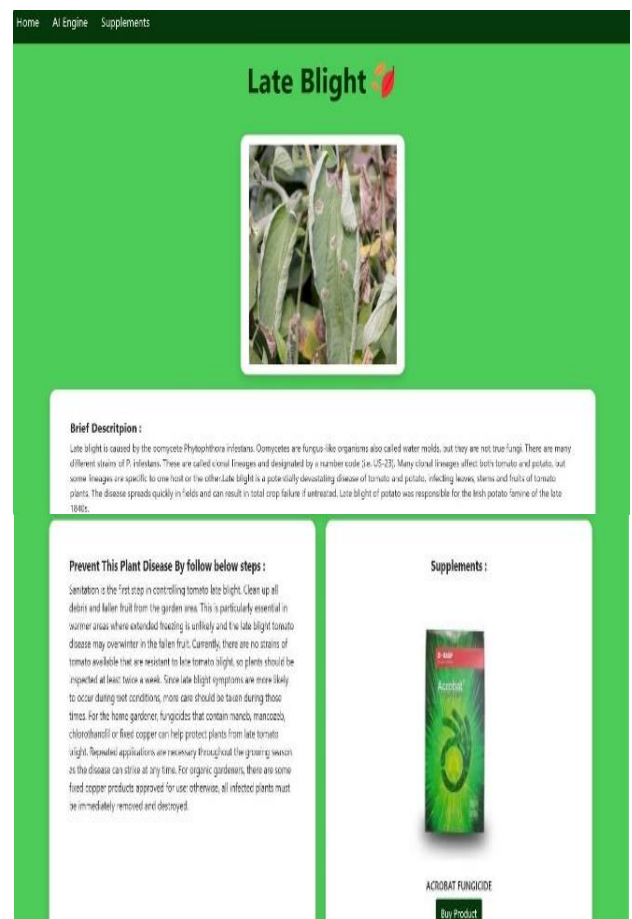 Home AI Engine Supplements
Late Blight
Brief Descritpion :
Late blight is caused by the oomycete Phytophthora infestans. Oomycetes are fungus-like organisms also called water molds, but they are not true fungi. There are many
different strains of P. infestans. These are called clonal lineages and designated by a number code (i.e. US-23). Many clonal lineages affect both tomato and potato, but
some lineages are specific to one host or the other.Late blight is a potentially devastating disease of tomato and potato, infecting leaves, stems and fruits of tomato
plants. The disease spreads quickly in fields and can result in total crop failure if untreated. Late blight of potato was responsible for the Irish potato famine of the late
1840s.
Prevent This Plant Disease By follow below steps :
Sanitation is the first step in controlling tomato late blight. Clean up all
debris and fallen fruit from the garden area. This is particularly essential in
warmer areas where extended freezing is unlikely and the late blight tomato
disease may overwinter in the fallen fruit. Currently, there are no strains of
tomato available that are resistant to late tomato blight, so plants should be
inspected at least twice a week. Since late blight symptoms are more likely
to occur during wet conditions, more care should be taken during those
times. For the home gardener, fungicides that contain maneb, mancozeb,
chlorothanolil or fixed copper can help protect plants from late tomato
blight. Repeated applications are necessary throughout the growing season
as the disease can strike at any time. For organic gardeners, there are some
fixed copper products approved for use; otherwise, all infected plants must
be immediately removed and destroyed.
Supplements :
BASF
Acrobat
ACROBAT FUNGICIDE
Buy Product